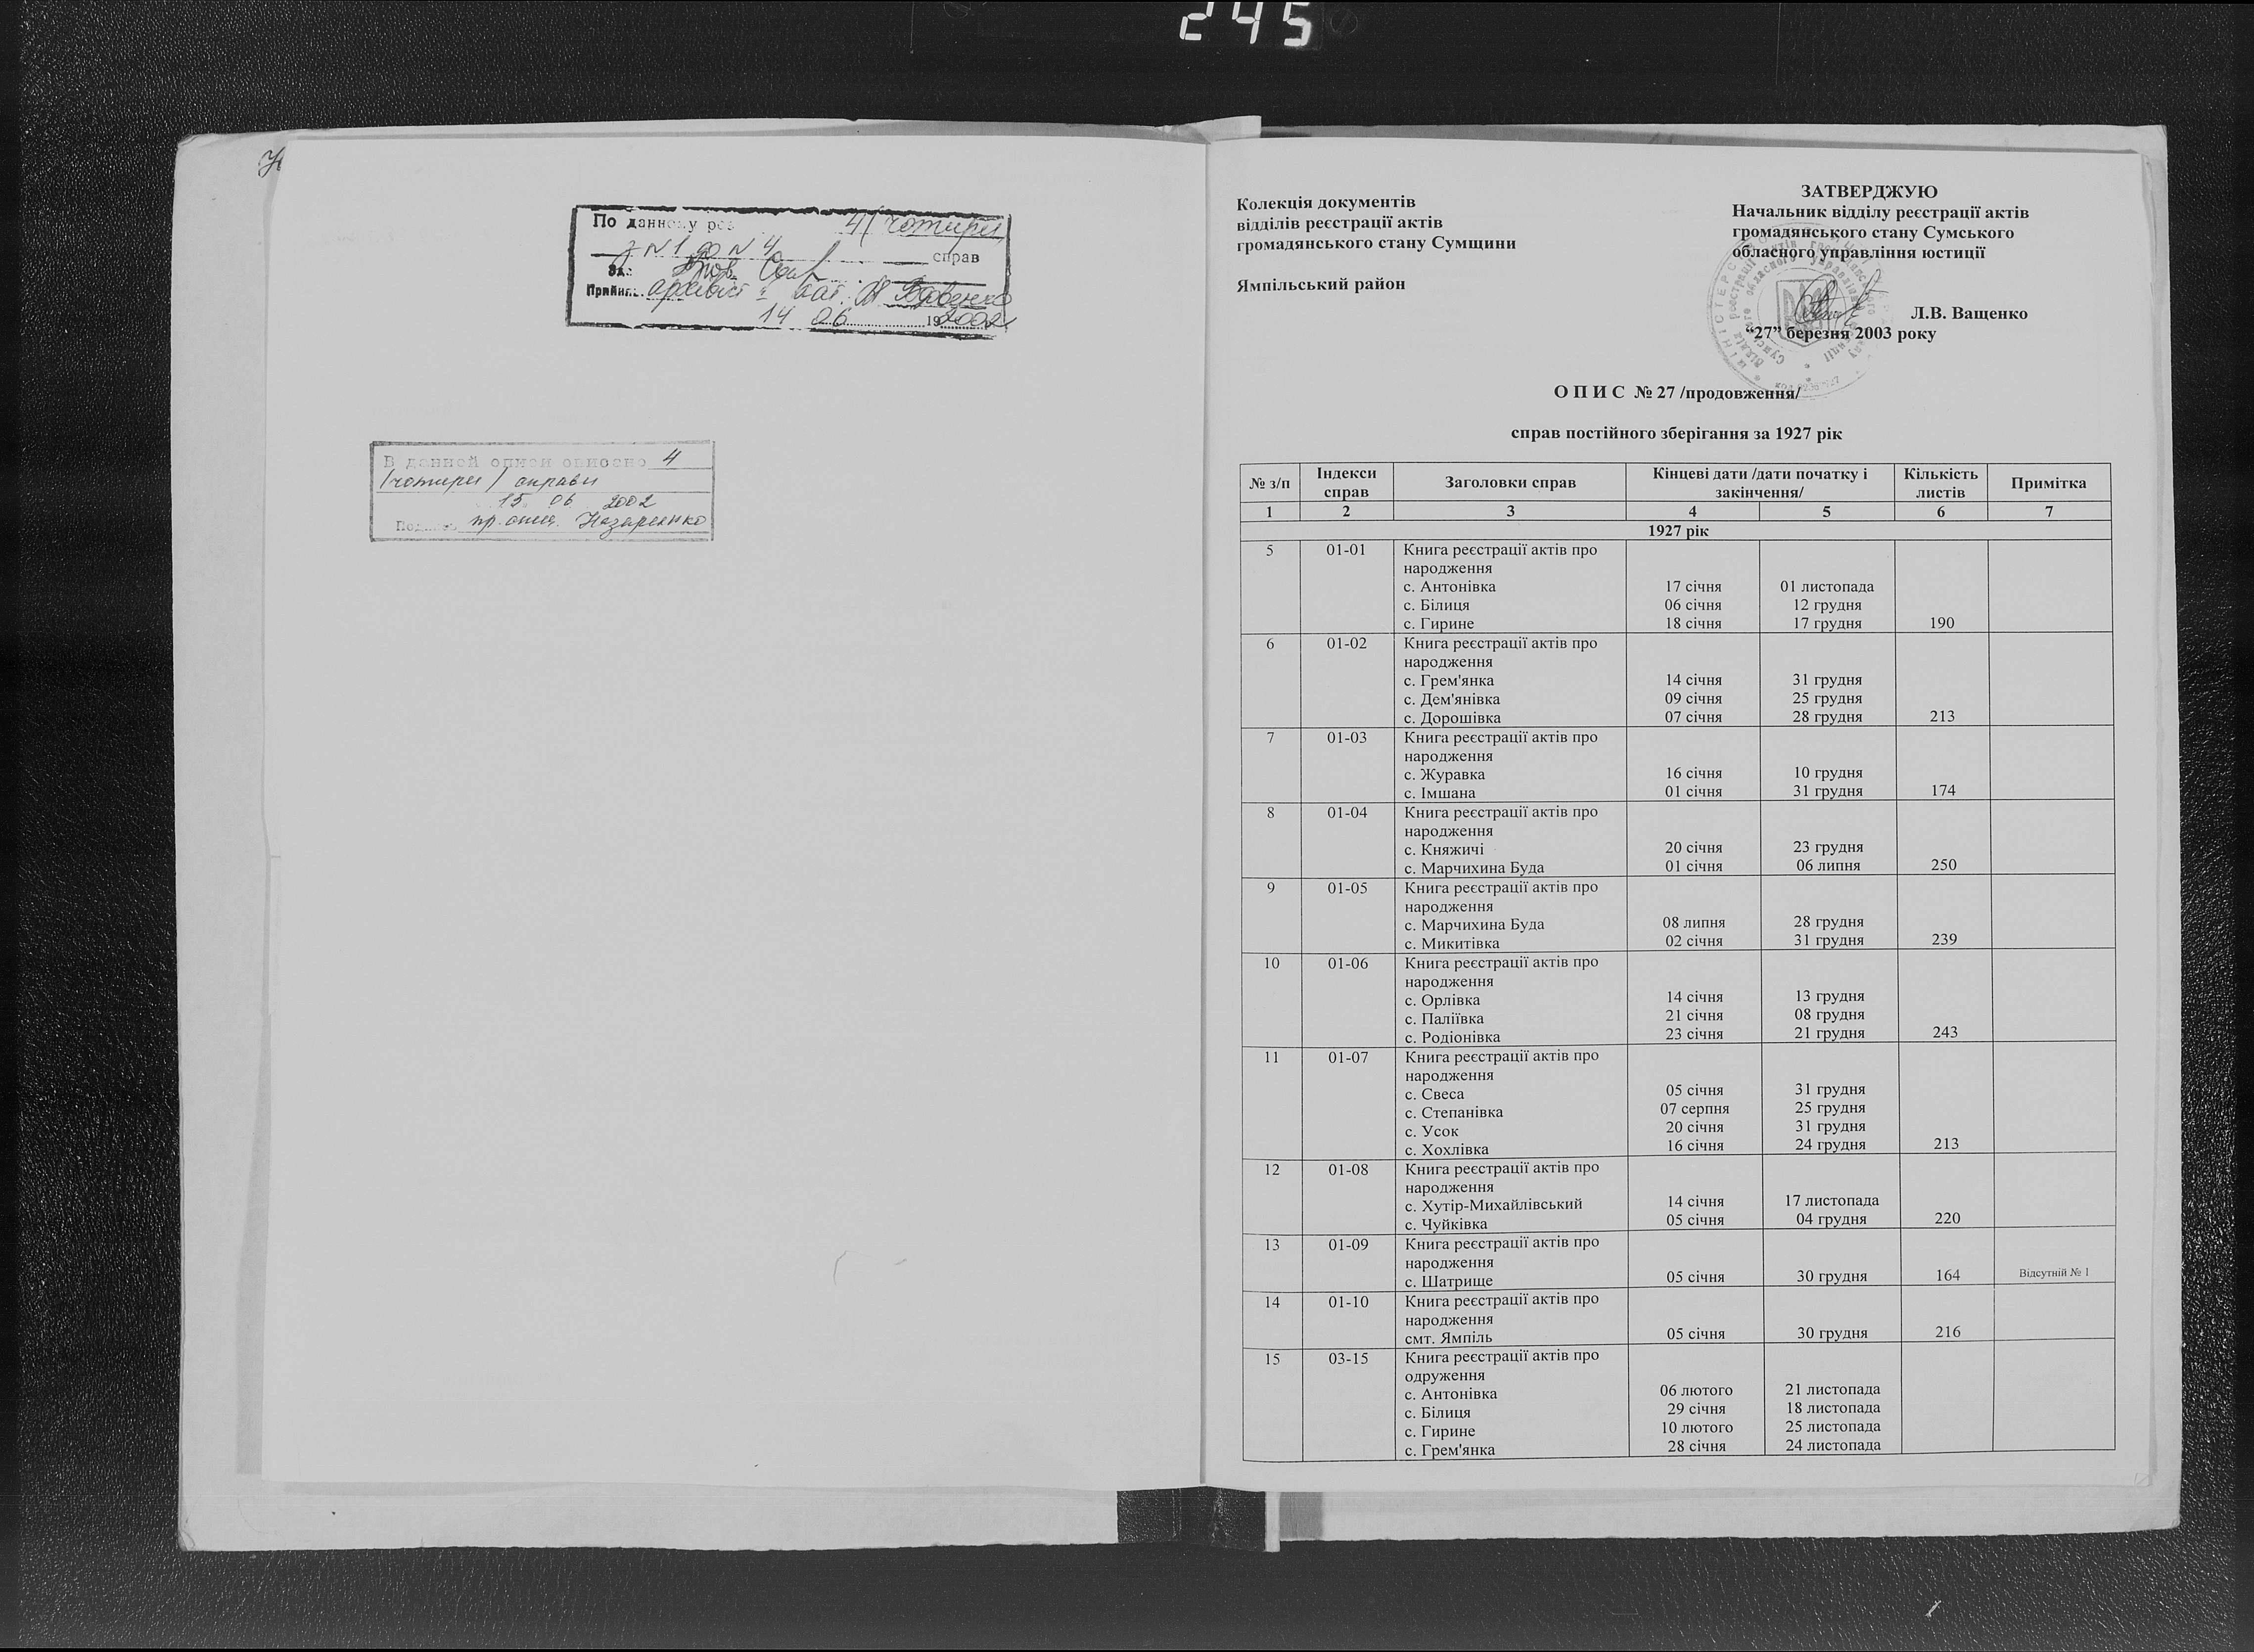 245
По данному роз 4 (чотири)
з N 1 до N 4 справ
Зав.
Прийн. архівіст
14 06 19 2002
В данной описи описано 4
(чотири) справи
15. 06 2002
Назаренко
Колекція документів
відділів реєстрації актів
громадянського стану Сумщини
Ямпільський район
ЗАТВЕРДЖУЮ
Начальник відділу реєстрації актів
громадянського стану Сумського
обласного управління юстиції
Л.В. Ващенко
“27” березня 2003 року
О П И С № 27 /продовження/
справ постійного зберігання за 1927 рік
№ з/п Індекси справ Заголовки справ Кінцеві дати /дати початку і закінчення/ Кількість листів Примітка
1 2 3 4 5 6 7
1927 рік
5 01-01 Книга реєстрації актів про
народження
с. Антонівка 17 січня 01 листопада
с. Білиця 06 січня 12 грудня
с. Гирине 18 січня 17 грудня 190
6 01-02 Книга реєстрації актів про
народження
с. Грем'янка 14 січня 31 грудня
с. Дем'янівка 09 січня 25 грудня
с. Дорошівка 07 січня 28 грудня 213
7 01-03 Книга реєстрації актів про
народження
с. Журавка 16 січня 10 грудня
с. Імшана 01 січня 31 грудня 174
8 01-04 Книга реєстрації актів про
народження
с. Княжичі 20 січня 23 грудня
с. Марчихина Буда 01 січня 06 липня 250
9 01-05 Книга реєстрації актів про
народження
с. Марчихина Буда 08 липня 28 грудня
с. Микитівка 02 січня 31 грудня 239
10 01-06 Книга реєстрації актів про
народження
с. Орлівка 14 січня 13 грудня
с. Паліївка 21 січня 08 грудня
с. Родіонівка 23 січня 21 грудня 243
11 01-07 Книга реєстрації актів про
народження
с. Свеса 05 січня 31 грудня
с. Степанівка 07 серпня 25 грудня
с. Усок 20 січня 31 грудня
с. Хохлівка 16 січня 24 грудня 213
12 01-08 Книга реєстрації актів про
народження
с. Хутір-Михайлівський 14 січня 17 листопада
с. Чуйківка 05 січня 04 грудня 220
13 01-09 Книга реєстрації актів про
народження
с. Шатрище 05 січня 30 грудня 164 Відсутній № 1
14 01-10 Книга реєстрації актів про
народження
смт. Ямпіль 05 січня 30 грудня 216
15 03-15 Книга реєстрації актів про
одруження
с. Антонівка 06 лютого 21 листопада
с. Білиця 29 січня 18 листопада
с. Гирине 10 лютого 25 листопада
с. Грем'янка 28 січня 24 листопада